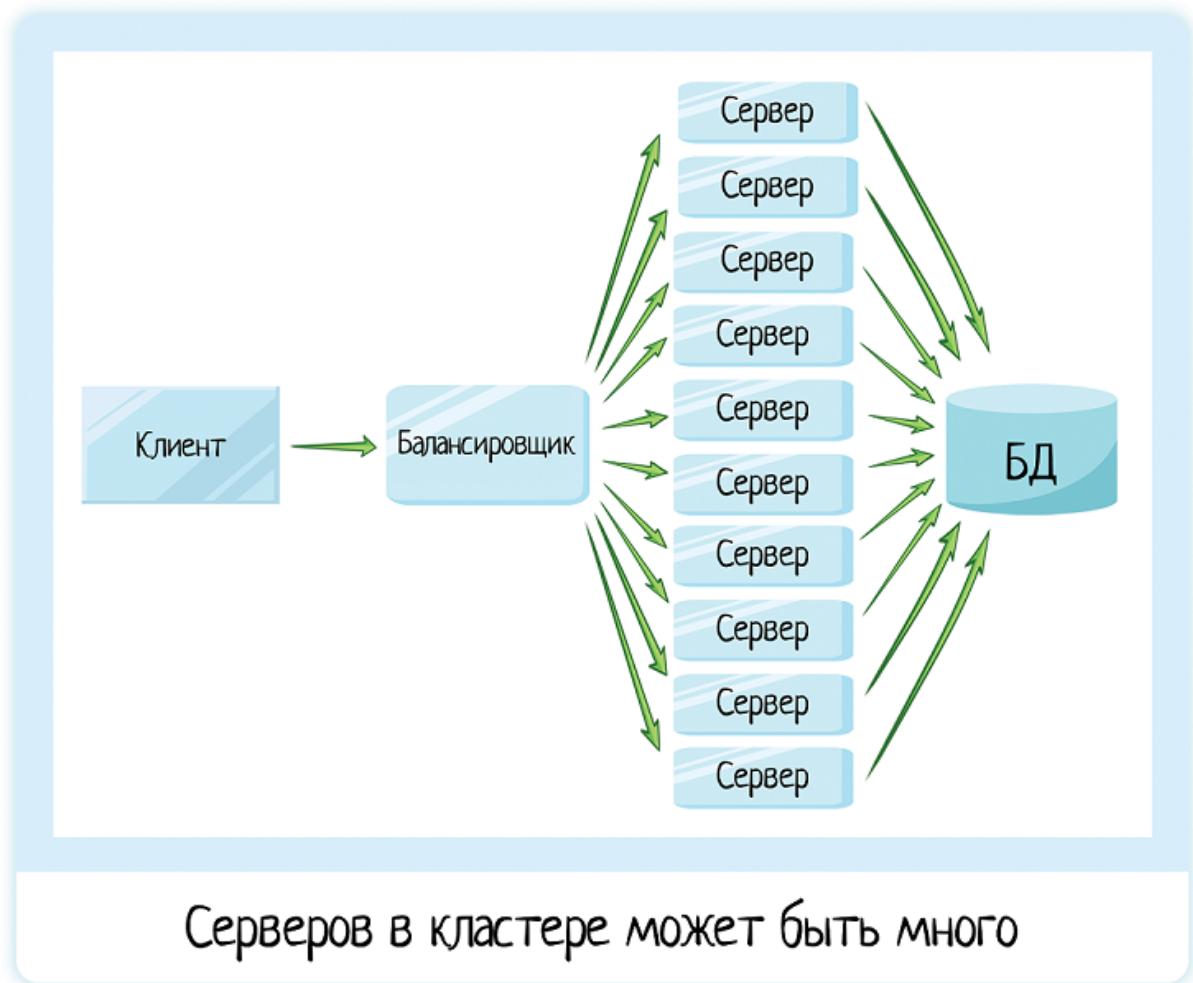 Сервер
Сервер
Сервер
Сервер
Клиент
Балансировщик
Сервер
БД
Сервер
Сервер
Сервер
Сервер
Сервер
Серверов в кластере может быть много